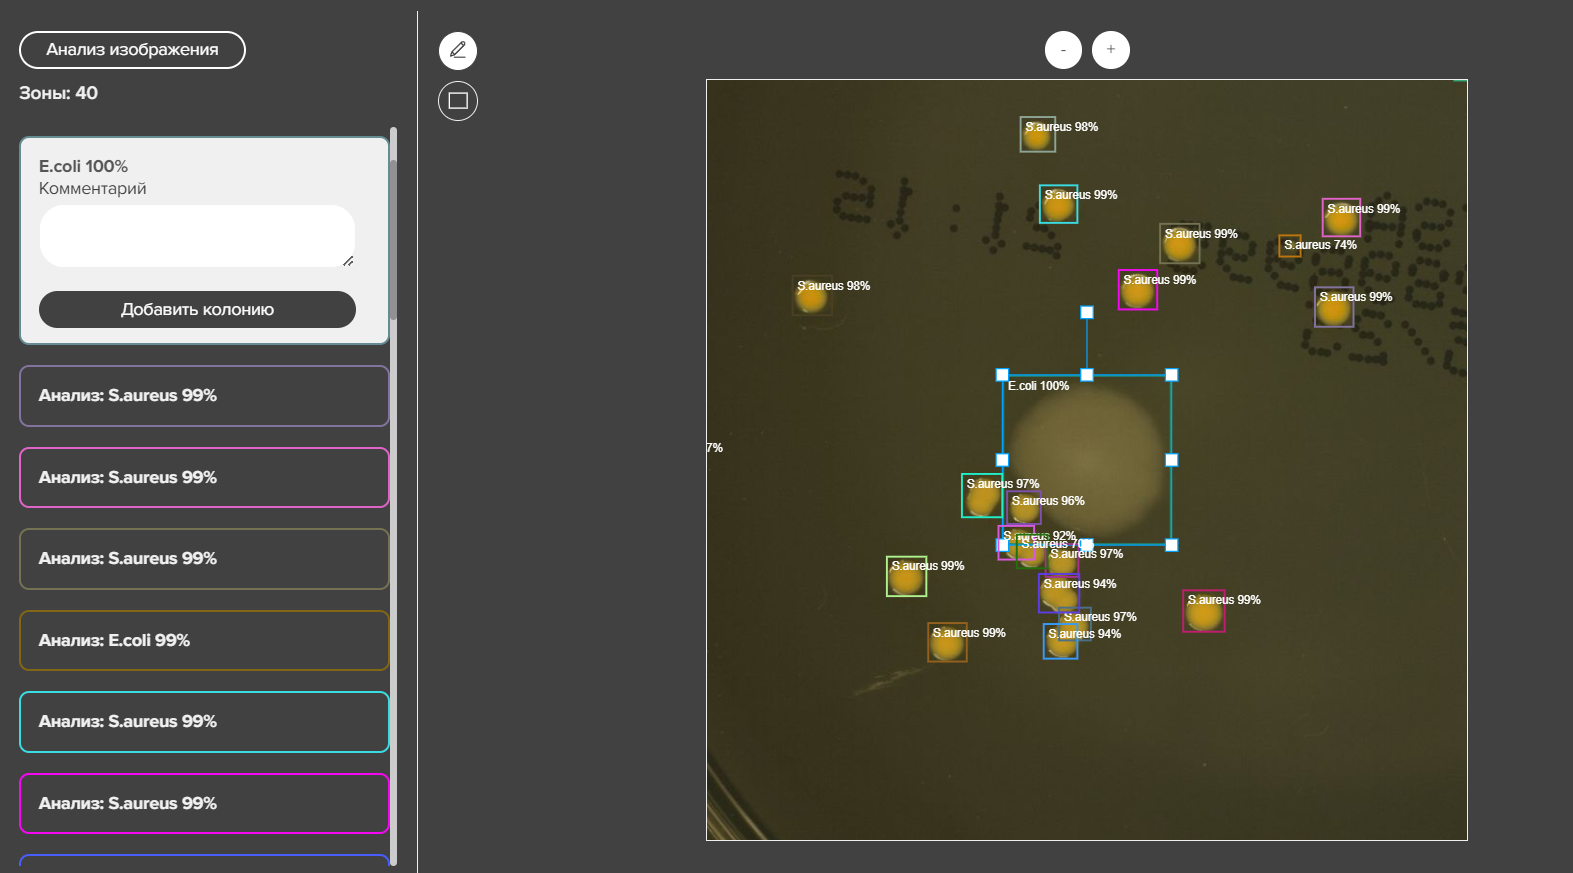 Анализ изображения
Зоны: 40
E.coli 100%
Комментарий
Добавить колонию
Анализ: S.aureus 99%
Анализ: S.aureus 99%
Анализ: S.aureus 99%
Анализ: E.coli 99%
Анализ: S.aureus 99%
Анализ: S.aureus 99%
- +
S.aureus 98%
S.aureus 99%
S.aureus 99%
S.aureus 99%
S.aureus 74%
S.aureus 99%
S.aureus 98%
S.aureus 99%
E.coli 100%
7%
S.aureus 97%
S.aureus 96%
S.aureus 92%
S.aureus
S.aureus 97%
S.aureus 99%
S.aureus 94%
S.aureus 99%
S.aureus 97%
S.aureus 99%
S.aureus 94%